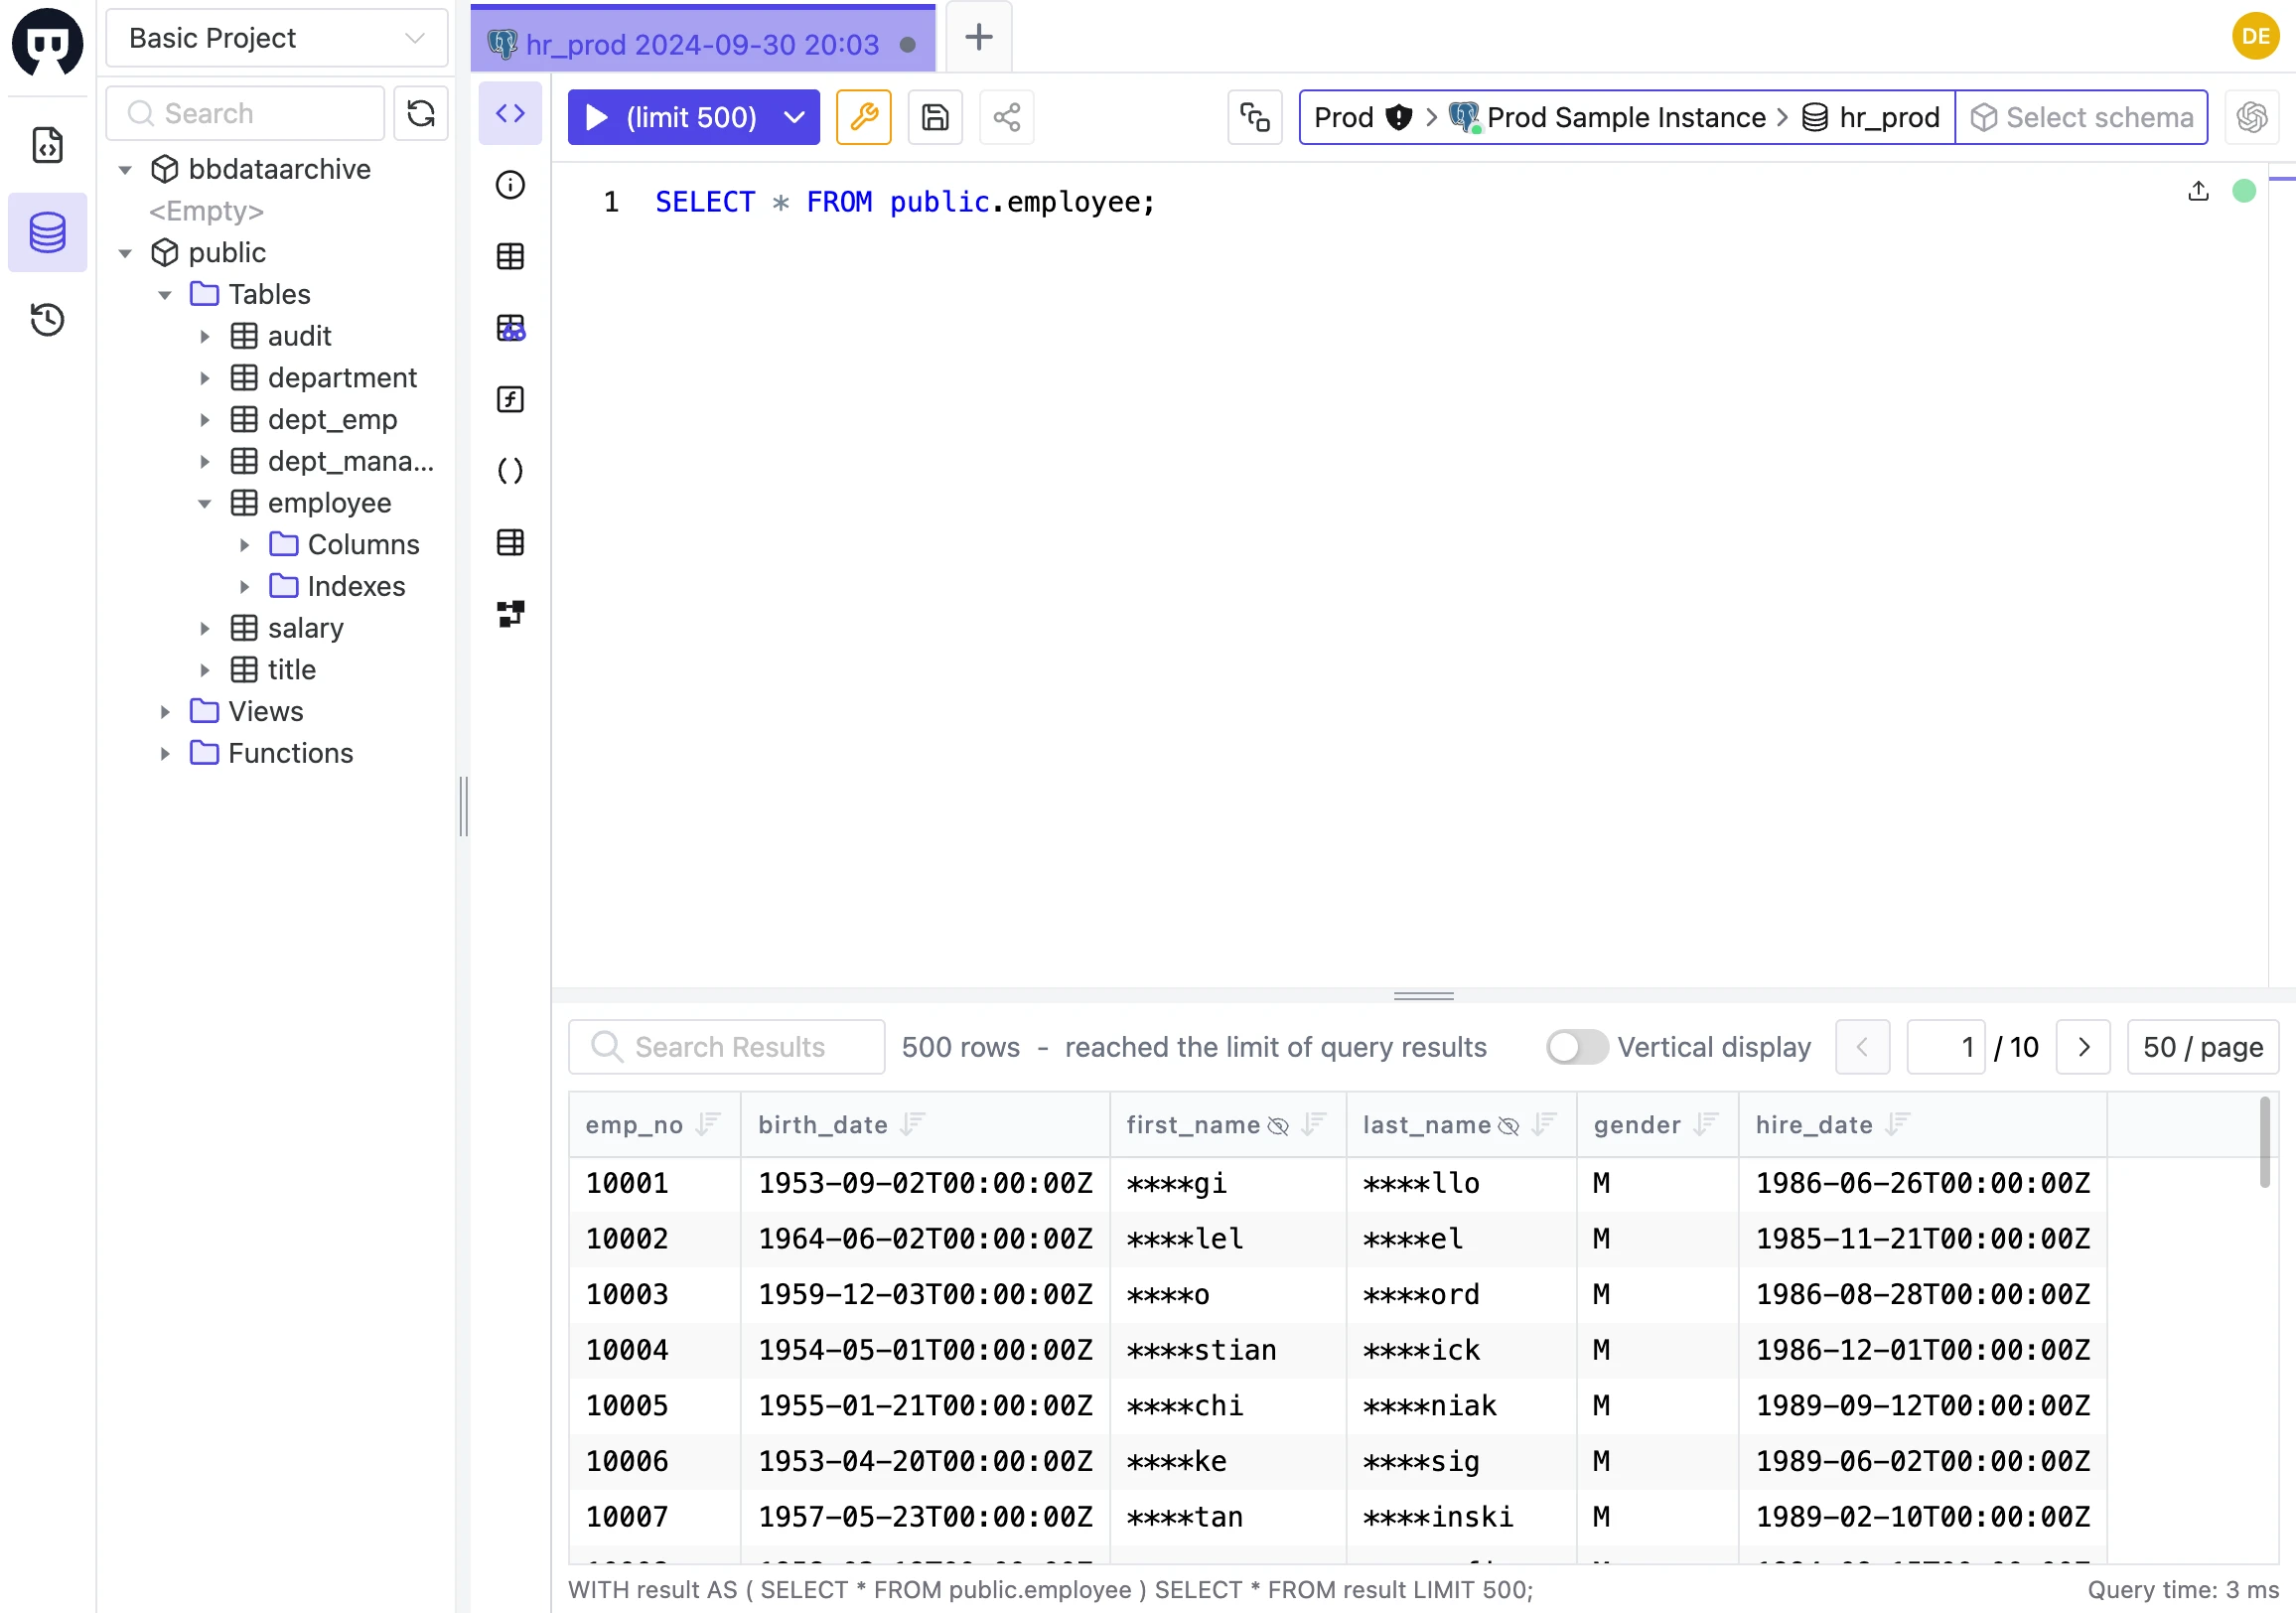 Basic Project
hr_prod 2024-09-30 20:03
DE
Search
(limit 500)
Prod > Prod Sample Instance > hr_prod
Select schema
bbdataarchive
<Empty>
public
Tables
audit
department
dept_emp
dept_mana...
employee
Columns
Indexes
salary
title
Views
Functions
1 SELECT * FROM public.employee;
Search Results
500 rows - reached the limit of query results
Vertical display
1 / 10
50 / page
emp_no birth_date first_name last_name gender hire_date
10001 1953-09-02T00:00:00Z ****gi ****llo M 1986-06-26T00:00:00Z
10002 1964-06-02T00:00:00Z ****lel ****el M 1985-11-21T00:00:00Z
10003 1959-12-03T00:00:00Z ****o ****ord M 1986-08-28T00:00:00Z
10004 1954-05-01T00:00:00Z ****stian ****ick M 1986-12-01T00:00:00Z
10005 1955-01-21T00:00:00Z ****chi ****niak M 1989-09-12T00:00:00Z
10006 1953-04-20T00:00:00Z ****ke ****sig M 1989-06-02T00:00:00Z
10007 1957-05-23T00:00:00Z ****tan ****inski M 1989-02-10T00:00:00Z
WITH result AS ( SELECT * FROM public.employee ) SELECT * FROM result LIMIT 500;
Query time: 3 ms